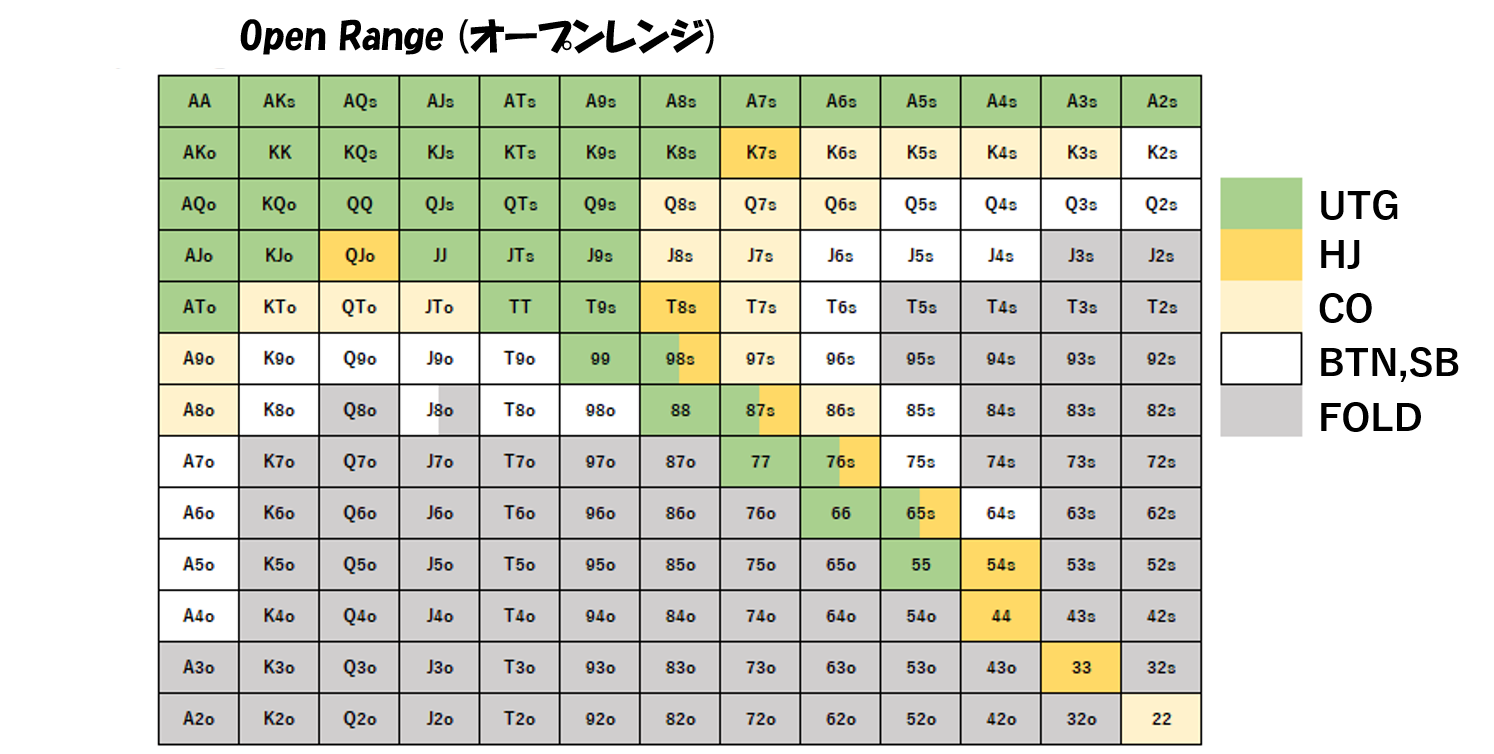 Open Range (オープンレンジ)
AA AKs AQs AJs ATs A9s A8s A7s A6s A5s A4s A3s A2s
AKo KK KQs KJs KTs K9s K8s K7s K6s K5s K4s K3s K2s
AQo KQo QQ QJs QTs Q9s Q8s Q7s Q6s Q5s Q4s Q3s Q2s
AJo KJo QJo JJ JTs J9s J8s J7s J6s J5s J4s J3s J2s
ATo KTo QTo JTo TT T9s T8s T7s T6s T5s T4s T3s T2s
A9o K9o Q9o J9o T9o 99 98s 97s 96s 95s 94s 93s 92s
A8o K8o Q8o J8o T8o 98o 88 87s 86s 85s 84s 83s 82s
A7o K7o Q7o J7o T7o 97o 87o 77 76s 75s 74s 73s 72s
A6o K6o Q6o J6o T6o 96o 86o 76o 66 65s 64s 63s 62s
A5o K5o Q5o J5o T5o 95o 85o 75o 65o 55 54s 53s 52s
A4o K4o Q4o J4o T4o 94o 84o 74o 64o 54o 44 43s 42s
A3o K3o Q3o J3o T3o 93o 83o 73o 63o 53o 43o 33 32s
A2o K2o Q2o J2o T2o 92o 82o 72o 62o 52o 42o 32o 22
UTG
HJ
CO
BTN,SB
FOLD